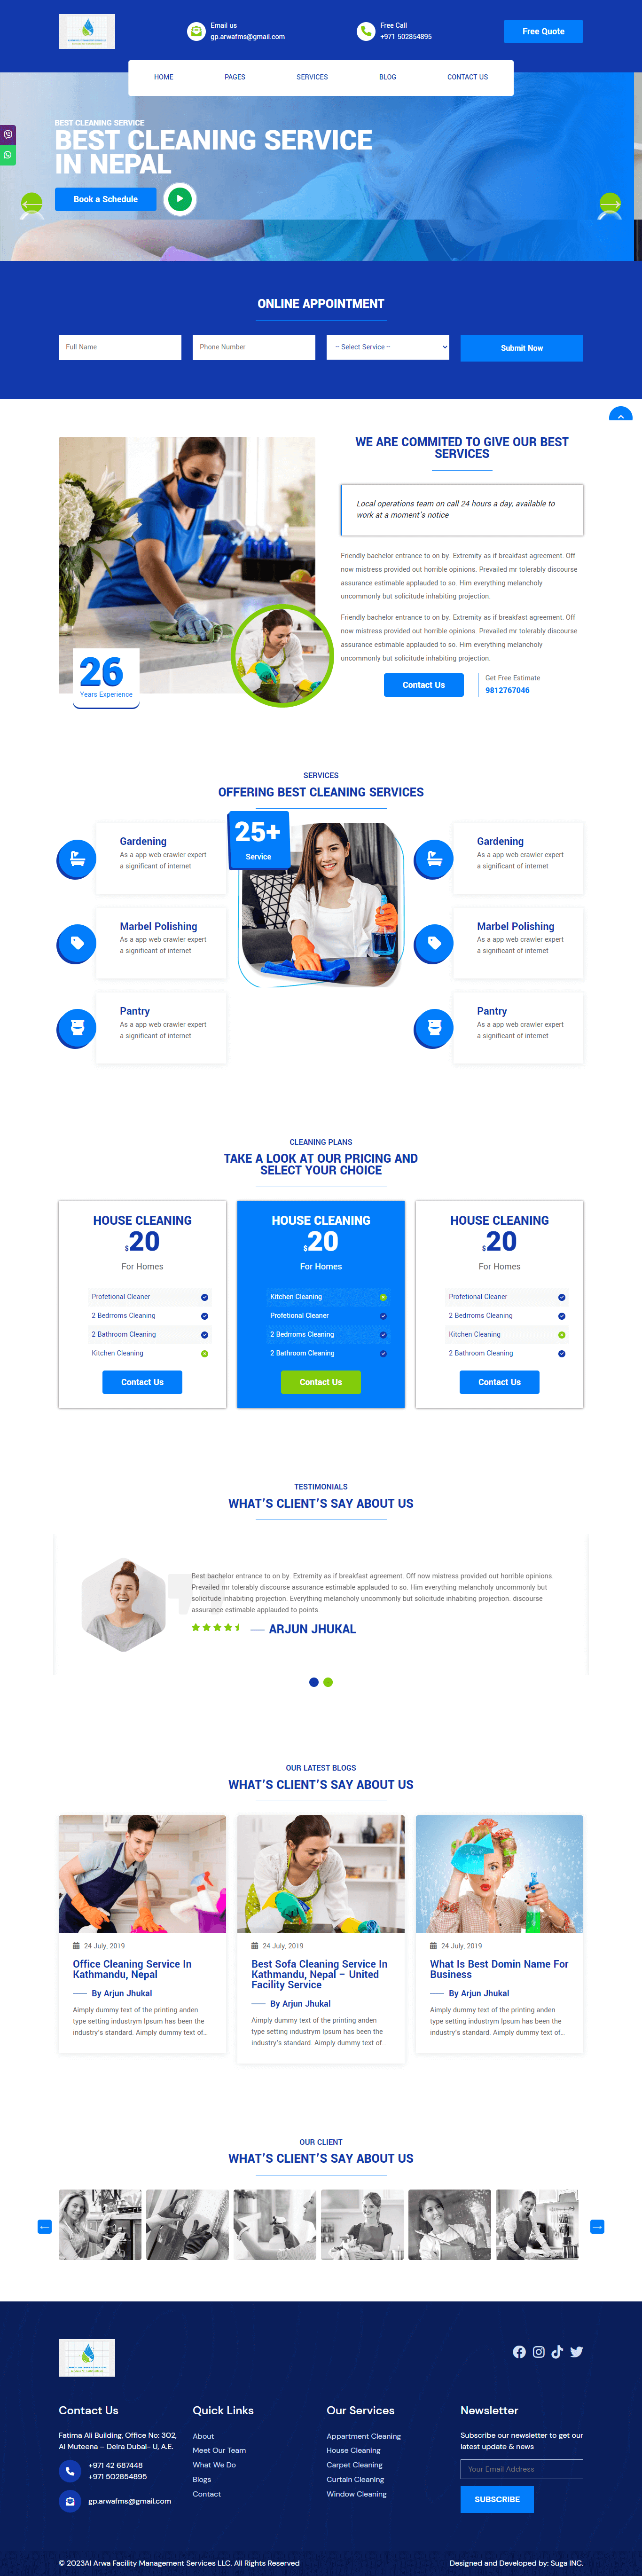 Email us
gp.arwafms@gmail.com
Free Call
+971 502854895
Free Quote
HOME
PAGES
SERVICES
BLOG
CONTACT US
BEST CLEANING SERVICE
BEST CLEANING SERVICE
IN NEPAL
Book a Schedule
ONLINE APPOINTMENT
Full Name
Phone Number
-- Select Service --
Submit Now
WE ARE COMMITED TO GIVE OUR BEST
SERVICES
Local operations team on call 24 hours a day, available to
work at a moment's notice
Friendly bachelor entrance to on by. Extremity as if breakfast agreement. Off
now mistress provided out horrible opinions. Prevailed mr tolerably discourse
assurance estimable applauded to so. Him everything melancholy
uncommonly but solicitude inhabiting projection.
Friendly bachelor entrance to on by. Extremity as if breakfast agreement. Off
now mistress provided out horrible opinions. Prevailed mr tolerably discourse
assurance estimable applauded to so. Him everything melancholy
uncommonly but solicitude inhabiting projection.
26
Years Experience
Contact Us
Get Free Estimate
9812767046
SERVICES
OFFERING BEST CLEANING SERVICES
Gardening
As a app web crawler expert
a significant of internet
Marbel Polishing
As a app web crawler expert
a significant of internet
Pantry
As a app web crawler expert
a significant of internet
25+
Service
Gardening
As a app web crawler expert
a significant of internet
Marbel Polishing
As a app web crawler expert
a significant of internet
Pantry
As a app web crawler expert
a significant of internet
CLEANING PLANS
TAKE A LOOK AT OUR PRICING AND
SELECT YOUR CHOICE
HOUSE CLEANING
$20
For Homes
Profetional Cleaner
2 Bedrroms Cleaning
2 Bathroom Cleaning
Kitchen Cleaning
Contact Us
HOUSE CLEANING
$20
For Homes
Kitchen Cleaning
Profetional Cleaner
2 Bedrroms Cleaning
2 Bathroom Cleaning
Contact Us
HOUSE CLEANING
$20
For Homes
Profetional Cleaner
2 Bedrroms Cleaning
Kitchen Cleaning
2 Bathroom Cleaning
Contact Us
TESTIMONIALS
WHAT'S CLIENT'S SAY ABOUT US
Best bachelor entrance to on by. Extremity as if breakfast agreement. Off now mistress provided out horrible opinions.
Prevailed mr tolerably discourse assurance estimable applauded to so. Him everything melancholy uncommonly but
solicitude inhabiting projection. Everything melancholy uncommonly but solicitude inhabiting projection. discourse
assurance estimable applauded to points.
ARJUN JHUKAL
OUR LATEST BLOGS
WHAT'S CLIENT'S SAY ABOUT US
24 July, 2019
Office Cleaning Service In
Kathmandu, Nepal
By Arjun Jhukal
Aimply dummy text of the printing anden
type setting industrym Ipsum has been the
industry's standard. Aimply dummy text of...
24 July, 2019
Best Sofa Cleaning Service In
Kathmandu, Nepal – United
Facility Service
By Arjun Jhukal
Aimply dummy text of the printing anden
type setting industrym Ipsum has been the
industry's standard. Aimply dummy text of...
24 July, 2019
What Is Best Domin Name For
Business
By Arjun Jhukal
Aimply dummy text of the printing anden
type setting industrym Ipsum has been the
industry's standard. Aimply dummy text of...
OUR CLIENT
WHAT'S CLIENT'S SAY ABOUT US
Contact Us
Fatima Ali Building, Office No: 302,
Al Muteena – Deira Dubai- U, A.E.
+971 42 687448
+971 502854895
gp.arwafms@gmail.com
Quick Links
About
Meet Our Team
What We Do
Blogs
Contact
Our Services
Appartment Cleaning
House Cleaning
Carpet Cleaning
Curtain Cleaning
Window Cleaning
Newsletter
Subscribe our newsletter to get our
latest update & news
Your Email Address
SUBSCRIBE
© 2023Al Arwa Facility Management Services LLC. All Rights Reserved
Designed and Developed by: Suga INC.